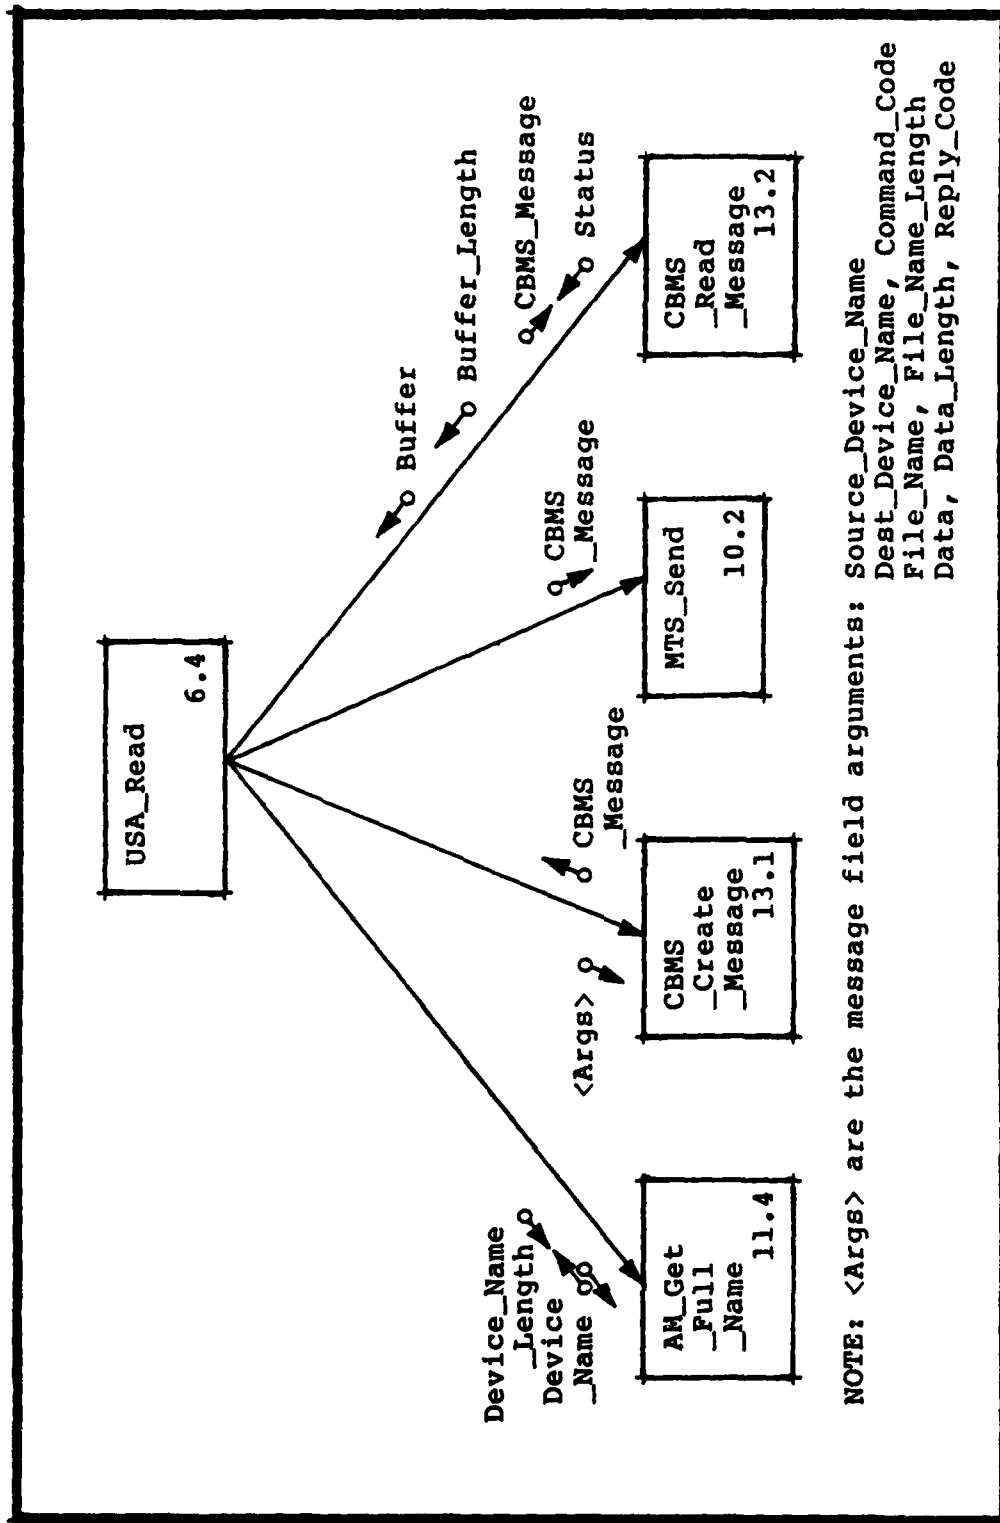 USA_Read
6.4
Buffer
Buffer_Length
CBMS_Message
Status
Device_Name
_Length
Device
_Name
<Args>
CBMS
_Message
CBMS
_Message
AM_Get
_Full
_Name
11.4
CBMS
_Create
_Message
13.1
MTS_Send
10.2
CBMS
_Read
_Message
13.2
NOTE: <Args> are the message field arguments: Source_Device_Name
Dest_Device_Name, Command_Code
File_Name, File_Name_Length
Data, Data_Length, Reply_Code